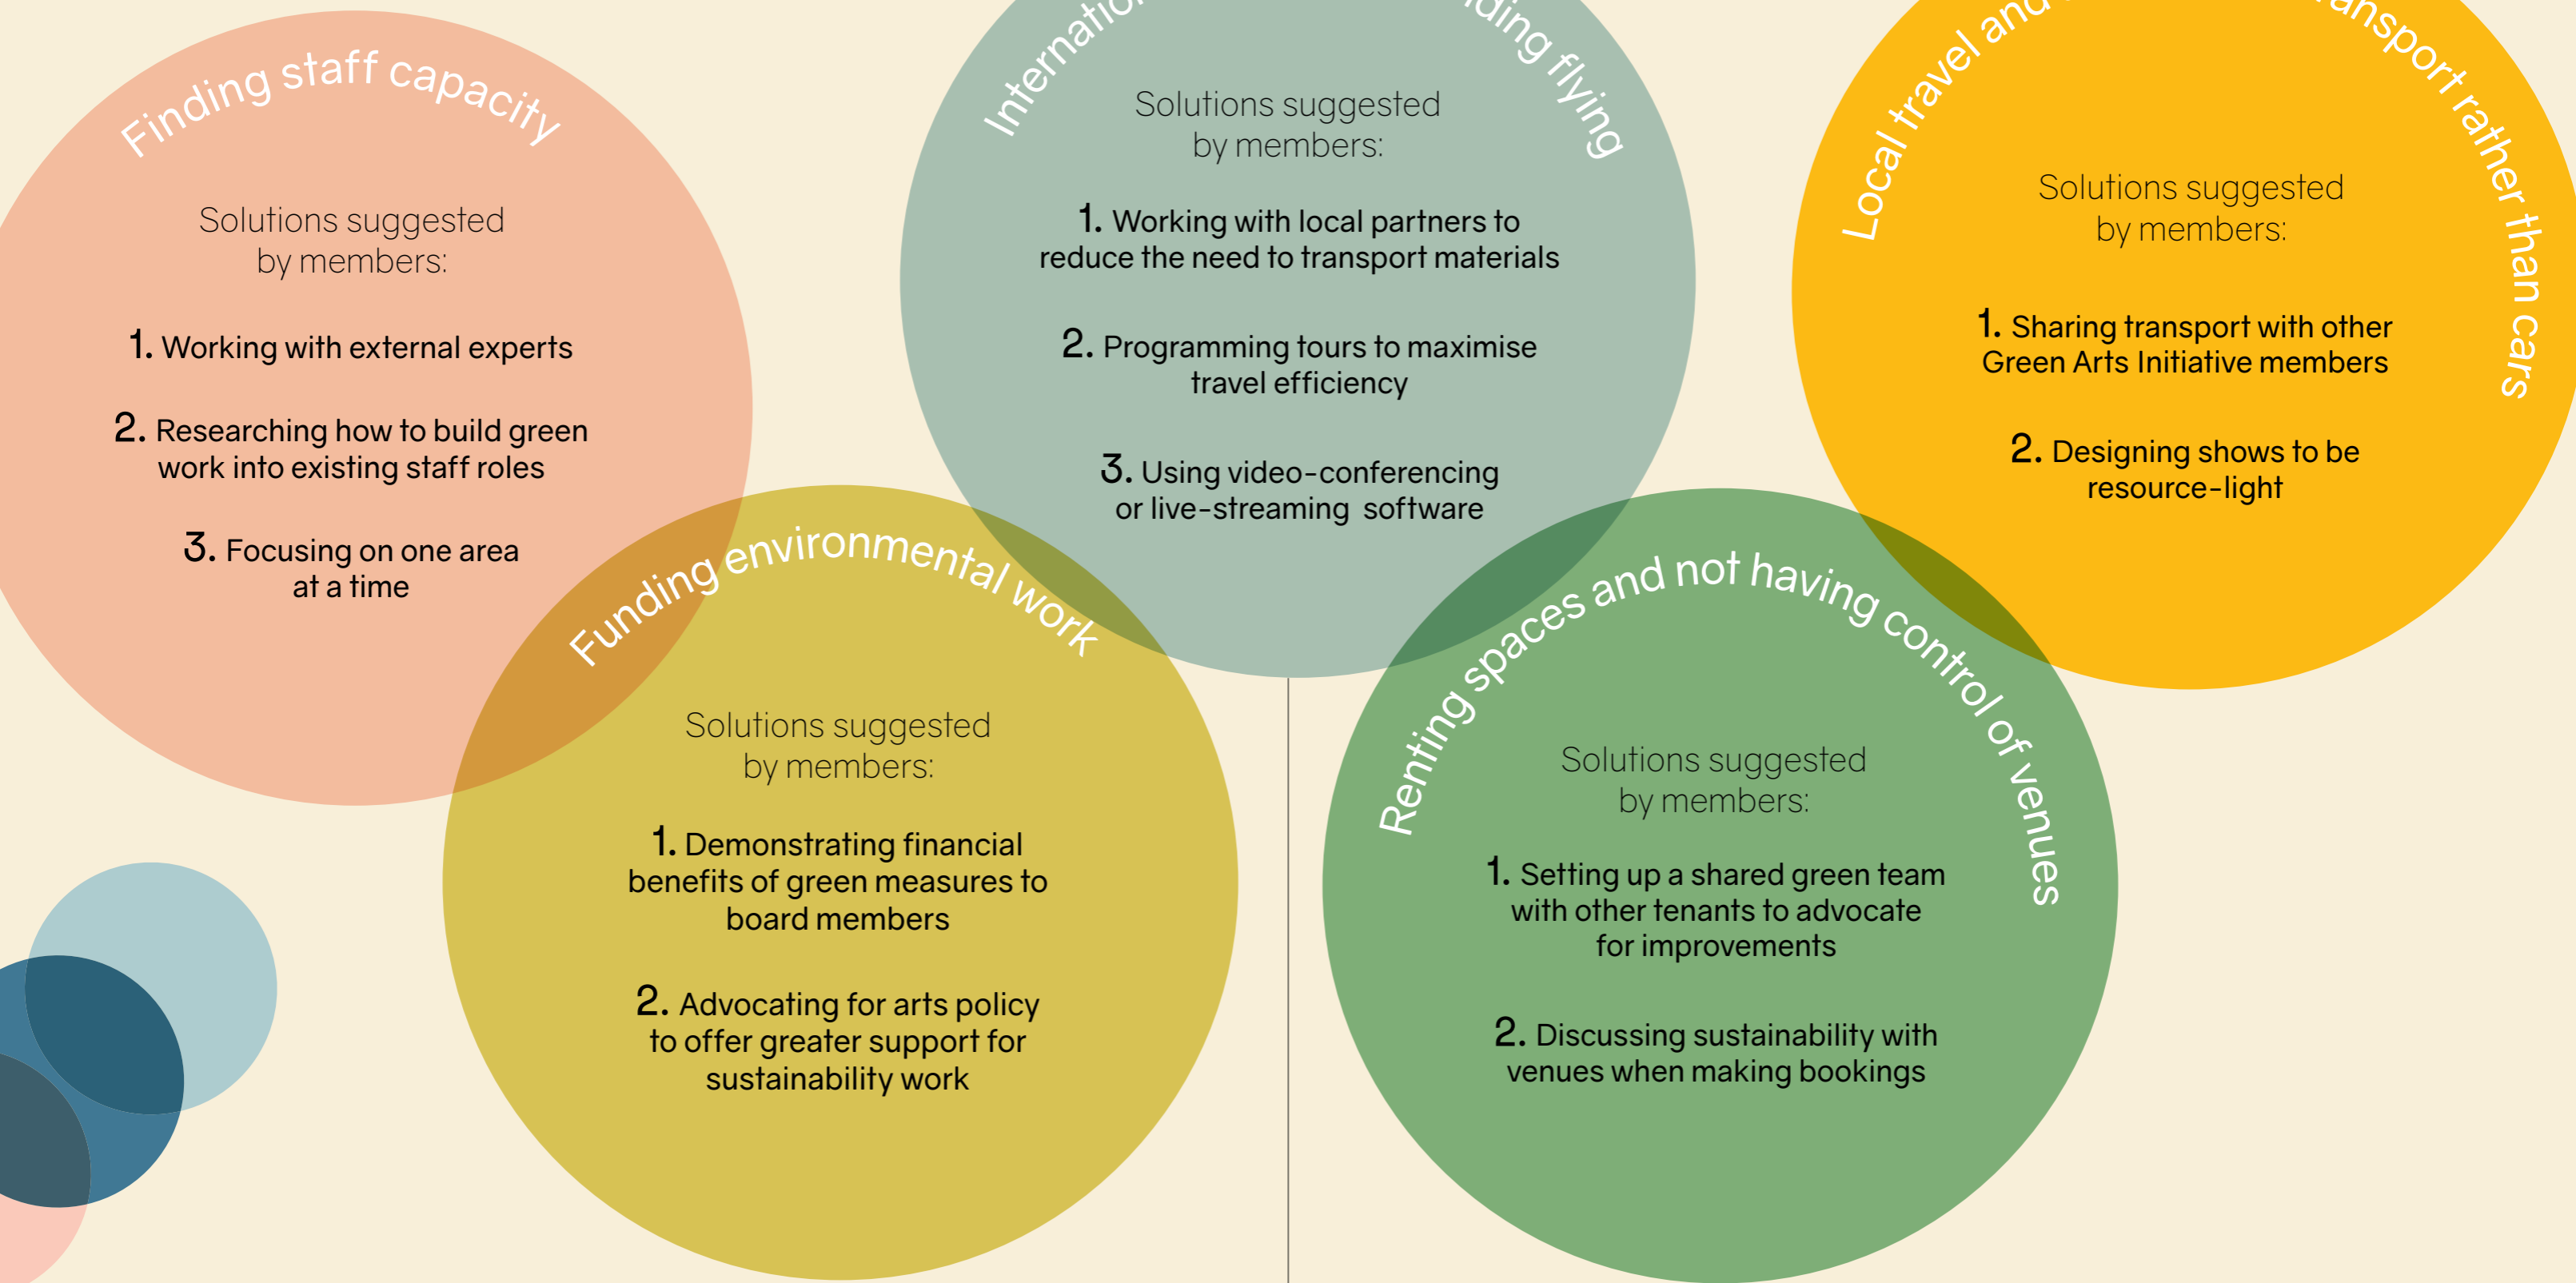 Finding staff capacity
Solutions suggested
by members:
1. Working with external experts
2. Researching how to build green
work into existing staff roles
3. Focusing on one area
at a time
flying
Solutions suggested
by members:
1. Working with local partners to
reduce the need to transport materials
2. Programming tours to maximise
travel efficiency
3. Using video-conferencing
or live-streaming software
Local travel and
rather than cars
Solutions suggested
by members:
1. Sharing transport with other
Green Arts Initiative members
2. Designing shows to be
resource-light
Funding environmental work
Solutions suggested
by members:
1. Demonstrating financial
benefits of green measures to
board members
2. Advocating for arts policy
to offer greater support for
sustainability work
Renting spaces and not having control of venues
Solutions suggested
by members:
1. Setting up a shared green team
with other tenants to advocate
for improvements
2. Discussing sustainability with
venues when making bookings